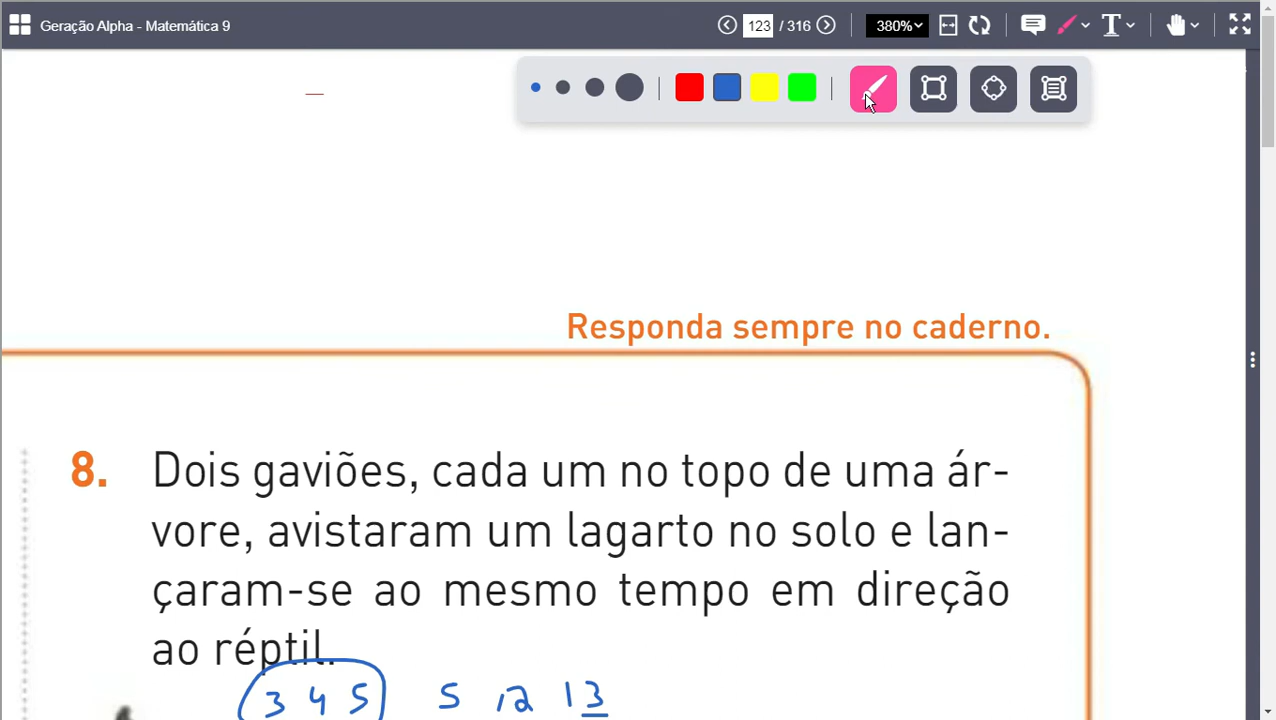 Geração Alpha - Matemática 9
123 / 316
380%
T
Responda sempre no caderno.
8. Dois gaviões, cada um no topo de uma ár-
vore, avistaram um lagarto no solo e lan-
çaram-se ao mesmo tempo em direção
ao réptil.
3 4 5 5 12 13